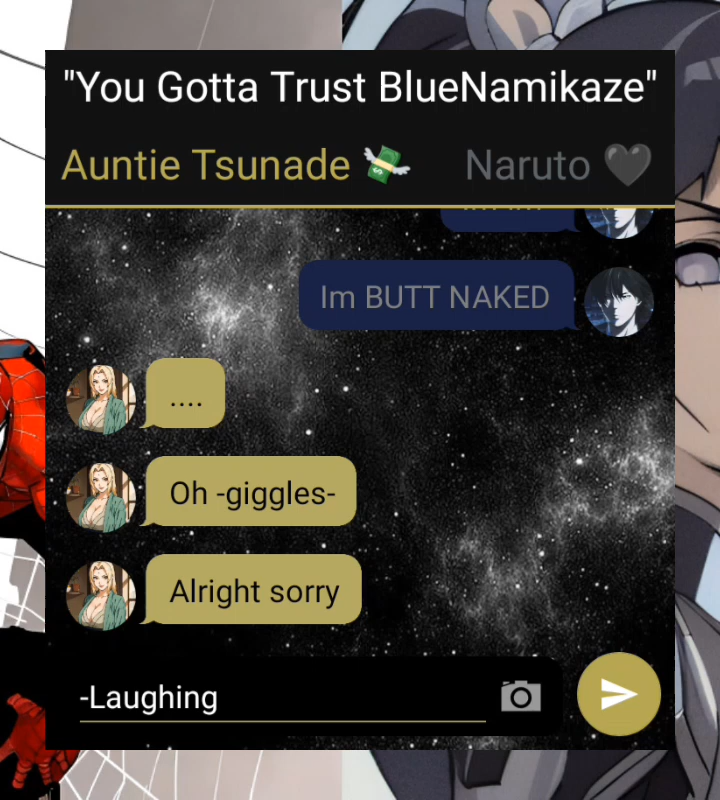 "You Gotta Trust BlueNamikaze"
Auntie Tsunade 💸 Naruto 🖤
Im BUTT NAKED
....
Oh -giggles-
Alright sorry
-Laughing